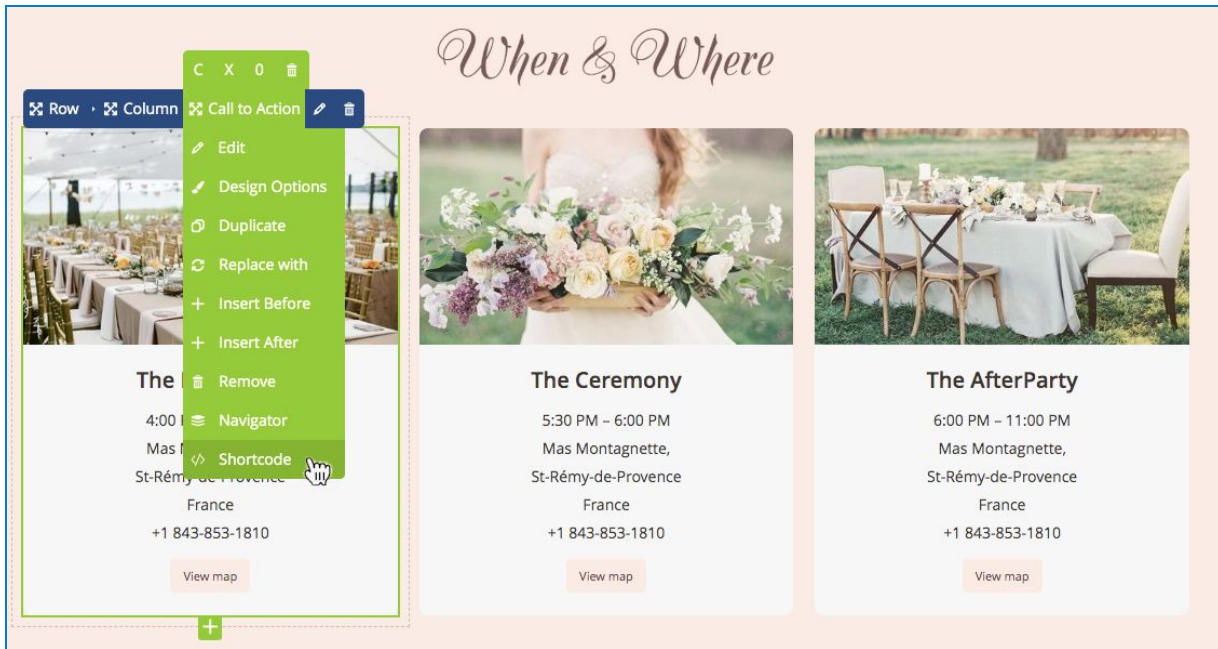 When & Where
C X 0
Row Column Call to Action
Edit
Design Options
Duplicate
Replace with
Insert Before
Insert After
Remove
Navigator
Shortcode
The
4:00
Mas
St-Rémy-de-Provence
France
+1 843-853-1810
View map
The Ceremony
5:30 PM – 6:00 PM
Mas Montagnette,
St-Rémy-de-Provence
France
+1 843-853-1810
View map
The AfterParty
6:00 PM – 11:00 PM
Mas Montagnette,
St-Rémy-de-Provence
France
+1 843-853-1810
View map